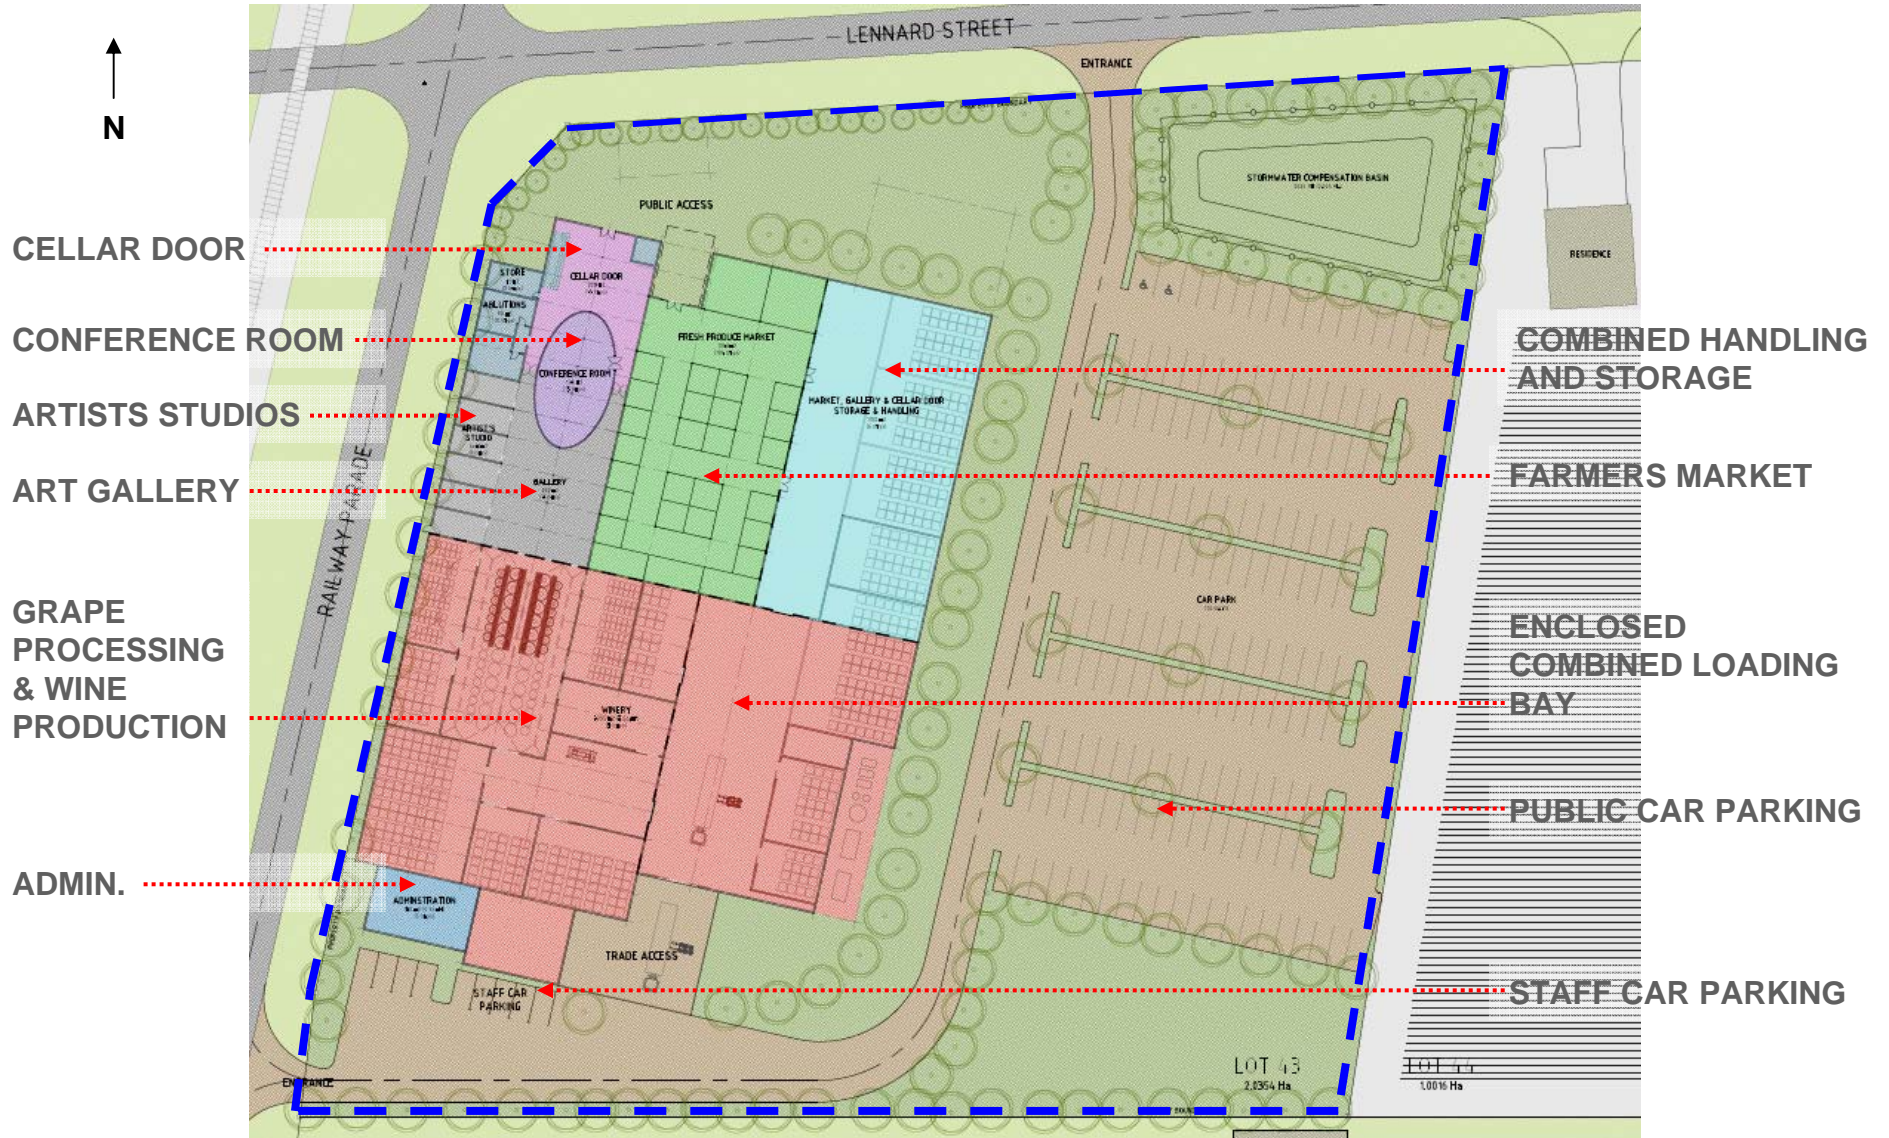 LENNARD STREET
ENTRANCE
N
STORMWATER COMPENSATION BASIN
PUBLIC ACCESS
CELLAR DOOR
RESIDENCE
STORE
CELLAR DOOR
ABLUTIONS
CONFERENCE ROOM
FRESH PRODUCE MARKET
COMBINED HANDLING
AND STORAGE
CONFERENCE ROOM
MARKET, GALLERY & CELLAR DOOR
STORAGE & HANDLING
ARTISTS STUDIOS
ARTISTS
STUDIO
ART GALLERY
GALLERY
FARMERS MARKET
RAILWAY PARADE
CAR PARK
GRAPE
PROCESSING
& WINE
PRODUCTION
ENCLOSED
COMBINED LOADING
BAY
WINERY
PUBLIC CAR PARKING
ADMIN.
ADMINISTRATION
TRADE ACCESS
STAFF CAR
PARKING
STAFF CAR PARKING
LOT 43
2.0354 Ha
LOT 44
1.0016 Ha
ENTRANCE